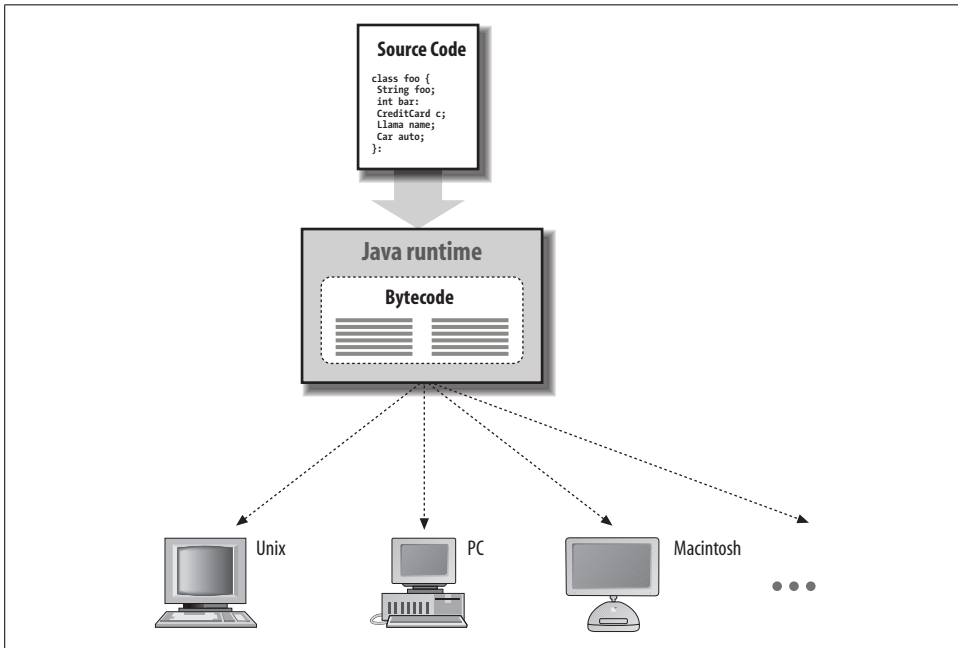 Source Code
class foo {
String foo;
int bar:
CreditCard c;
Llama name;
Car auto;
}:
Java runtime
Bytecode
Unix
PC
Macintosh